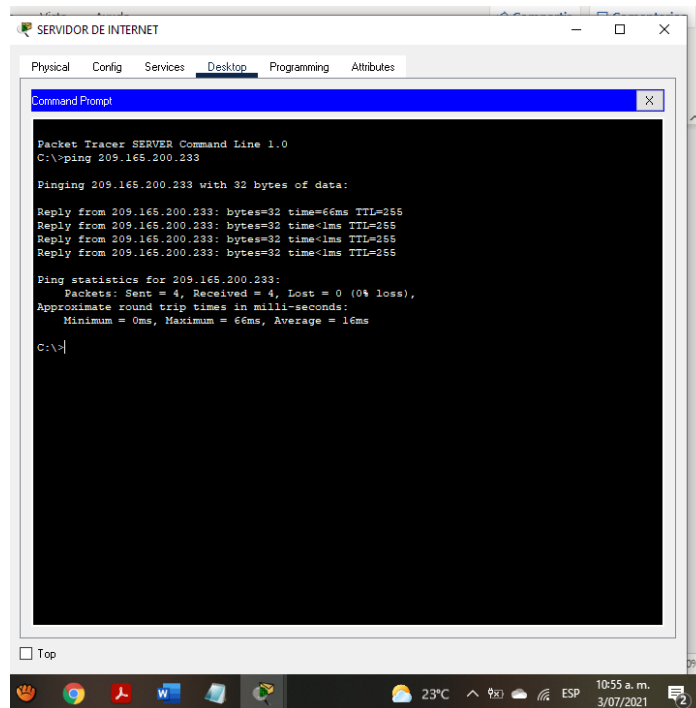 SERVIDOR DE INTERNET
Physical Config Services Desktop Programming Attributes
Command Prompt
X
Packet Tracer SERVER Command Line 1.0
C:\>ping 209.165.200.233
Pinging 209.165.200.233 with 32 bytes of data:
Reply from 209.165.200.233: bytes=32 time=66ms TTL=255
Reply from 209.165.200.233: bytes=32 time<1ms TTL=255
Reply from 209.165.200.233: bytes=32 time<1ms TTL=255
Reply from 209.165.200.233: bytes=32 time<1ms TTL=255
Ping statistics for 209.165.200.233:
Packets: Sent = 4, Received = 4, Lost = 0 (0% loss),
Approximate round trip times in milli-seconds:
Minimum = 0ms, Maximum = 66ms, Average = 16ms
C:\>
Top
23°C ESP 10:55 a. m.
3/07/2021 2